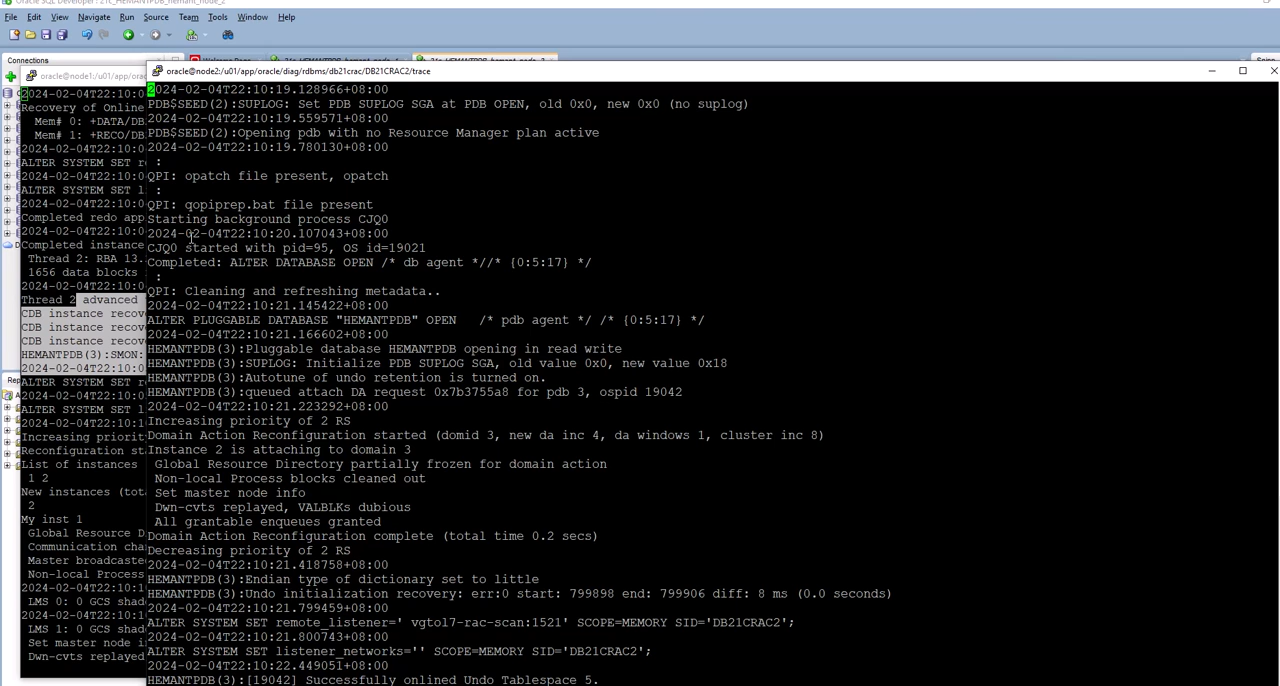 Oracle SQL Developer: 21C_HEMANTPDB_hemant_node_2
File Edit View Navigate Run Source Team Tools Window Help
Connections
oracle@node1:/u01/app/orac
2024-02-04T22:10:0
Recovery of Online
Mem# 0: +DATA/DB
Mem# 1: +RECO/DB
2024-02-04T22:10:0
ALTER SYSTEM SET r
2024-02-04T22:10:0
ALTER SYSTEM SET l
2024-02-04T22:10:0
Completed redo app
2024-02-04T22:10:0
Completed instance
Thread 2: RBA 13.
1656 data blocks
2024-02-04T22:10:0
Thread 2 advanced
CDB instance recov
CDB instance recov
CDB instance recov
HEMANTPDB(3):SMON:
2024-02-04T22:10:0
ALTER SYSTEM SET r
2024-02-04T22:10:0
ALTER SYSTEM SET l
2024-02-04T22:10:1
Increasing priorit
Reconfiguration st
List of instances
1 2
New instances (tot
2
My inst 1
Global Resource D
Communication cha
Master broadcaste
Non-local Process
2024-02-04T22:10:1
LMS 0: 0 GCS shad
2024-02-04T22:10:1
LMS 1: 0 GCS shad
Set master node i
Dwn-cvts replayed
oracle@node2:/u01/app/oracle/diag/rdbms/db21crac/DB21CRAC2/trace
2024-02-04T22:10:19.128966+08:00
PDB$SEED(2):SUPLOG: Set PDB SUPLOG SGA at PDB OPEN, old 0x0, new 0x0 (no suplog)
2024-02-04T22:10:19.559571+08:00
PDB$SEED(2):Opening pdb with no Resource Manager plan active
2024-02-04T22:10:19.780130+08:00
:
QPI: opatch file present, opatch
:
QPI: qopiprep.bat file present
Starting background process CJQ0
2024-02-04T22:10:20.107043+08:00
CJQ0 started with pid=95, OS id=19021
Completed: ALTER DATABASE OPEN /* db agent *//* {0:5:17} */
:
QPI: Cleaning and refreshing metadata..
2024-02-04T22:10:21.145422+08:00
ALTER PLUGGABLE DATABASE "HEMANTPDB" OPEN /* pdb agent */ /* {0:5:17} */
2024-02-04T22:10:21.166602+08:00
HEMANTPDB(3):Pluggable database HEMANTPDB opening in read write
HEMANTPDB(3):SUPLOG: Initialize PDB SUPLOG SGA, old value 0x0, new value 0x18
HEMANTPDB(3):Autotune of undo retention is turned on.
HEMANTPDB(3):queued attach DA request 0x7b3755a8 for pdb 3, ospid 19042
2024-02-04T22:10:21.223292+08:00
Increasing priority of 2 RS
Domain Action Reconfiguration started (domid 3, new da inc 4, da windows 1, cluster inc 8)
Instance 2 is attaching to domain 3
Global Resource Directory partially frozen for domain action
Non-local Process blocks cleaned out
Set master node info
Dwn-cvts replayed, VALBLKs dubious
All grantable enqueues granted
Domain Action Reconfiguration complete (total time 0.2 secs)
Decreasing priority of 2 RS
2024-02-04T22:10:21.418758+08:00
HEMANTPDB(3):Endian type of dictionary set to little
HEMANTPDB(3):Undo initialization recovery: err:0 start: 799898 end: 799906 diff: 8 ms (0.0 seconds)
2024-02-04T22:10:21.799459+08:00
ALTER SYSTEM SET remote_listener=' vgtol7-rac-scan:1521' SCOPE=MEMORY SID='DB21CRAC2';
2024-02-04T22:10:21.800743+08:00
ALTER SYSTEM SET listener_networks='' SCOPE=MEMORY SID='DB21CRAC2';
2024-02-04T22:10:22.449051+08:00
HEMANTPDB(3):[19042] Successfully onlined Undo Tablespace 5.